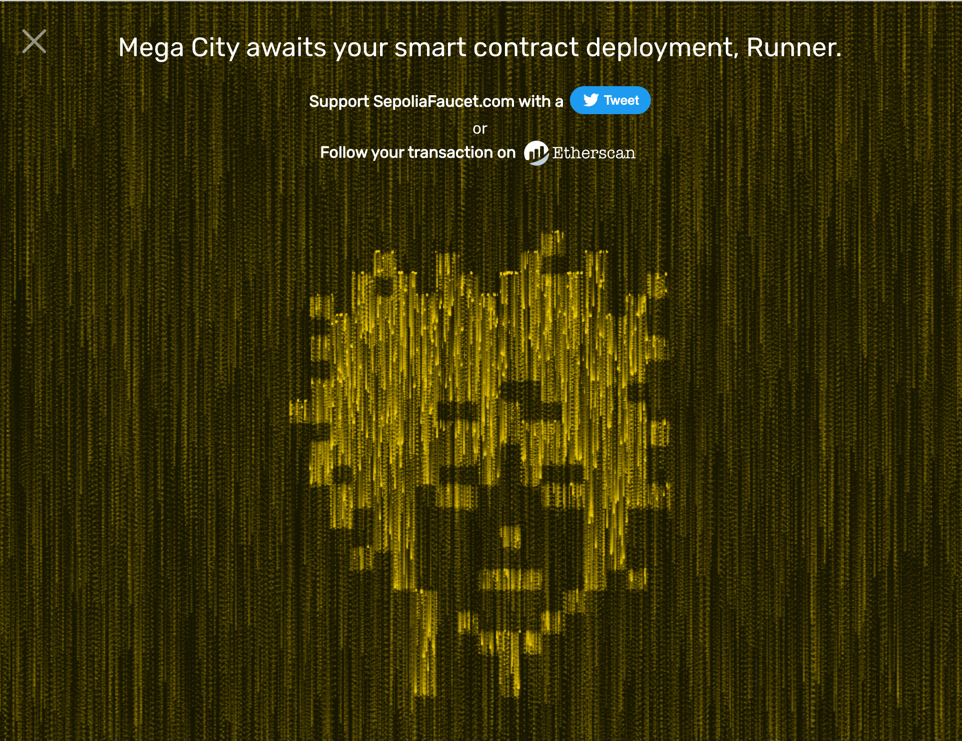 Mega City awaits your smart contract deployment, Runner.
Support SepoliaFaucet.com with a Tweet
or
Follow your transaction on Etherscan